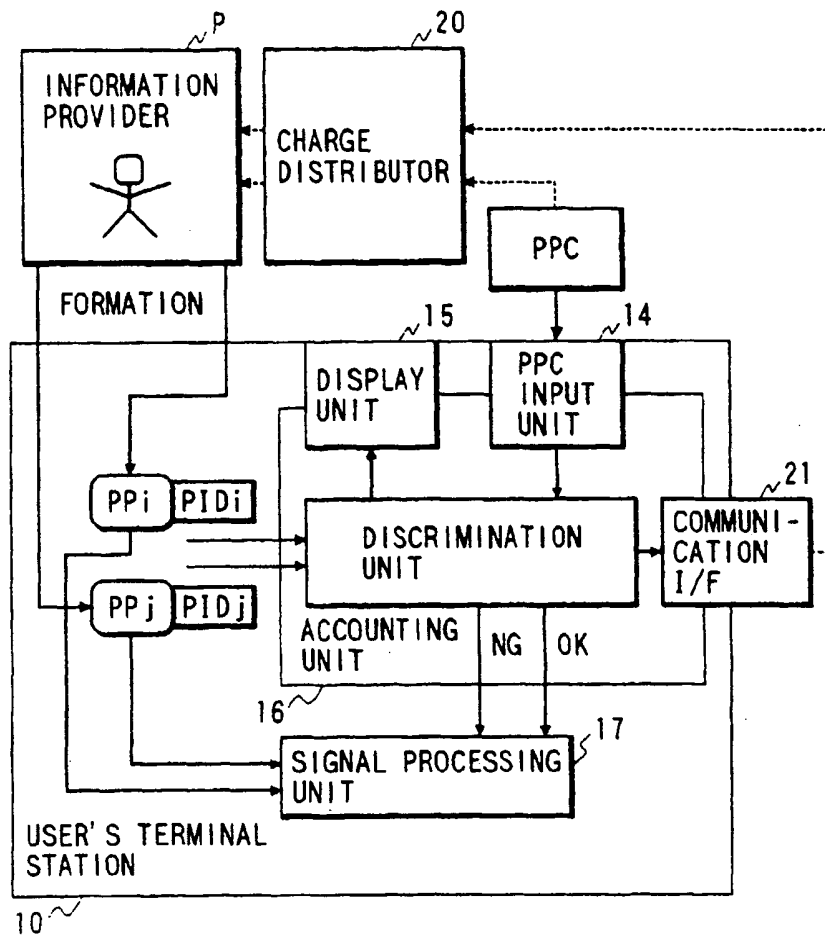 P
20
INFORMATION
PROVIDER
CHARGE
DISTRIBUTOR
PPC
FORMATION
15
14
DISPLAY
UNIT
PPC
INPUT
UNIT
21
PPi PIDi
DISCRIMINATION
UNIT
COMMUNI-
CATION
I/F
PPj PIDj
ACCOUNTING
UNIT
NG OK
16
17
SIGNAL PROCESSING
UNIT
USER'S TERMINAL
STATION
10